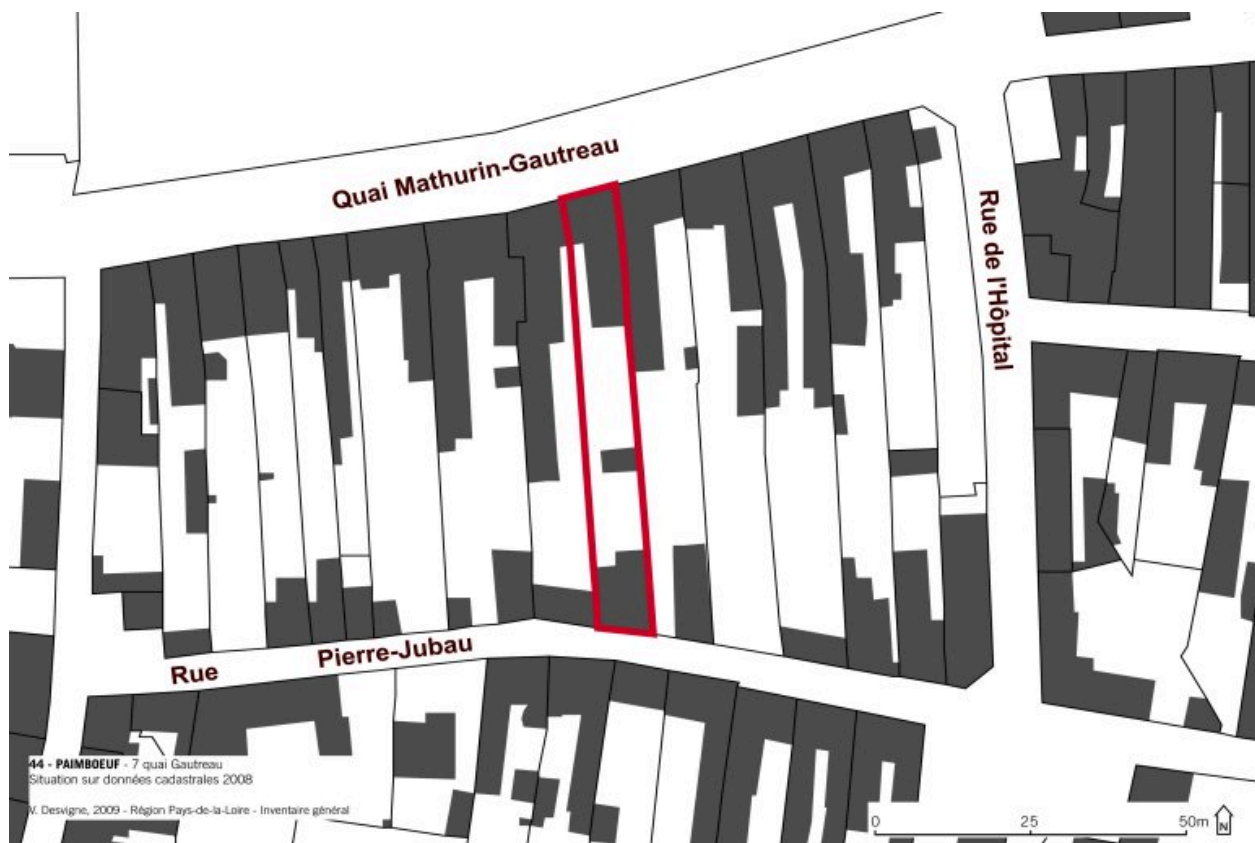 Quai Mathurin-Gautreau
Rue de l'Hôpital
Rue Pierre-Jubau
44 - PAIMBOEUF - 7 quai Gautreau
Situation sur données cadastrales 2008
V. Desvigne, 2009 - Région Pays-de-la-Loire - Inventaire général
0 25 50m
N